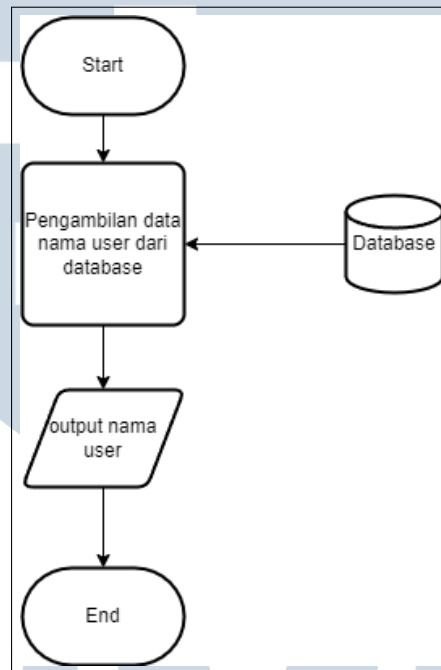 Start
Pengambilan data
nama user dari
database
Database
output nama
user
End